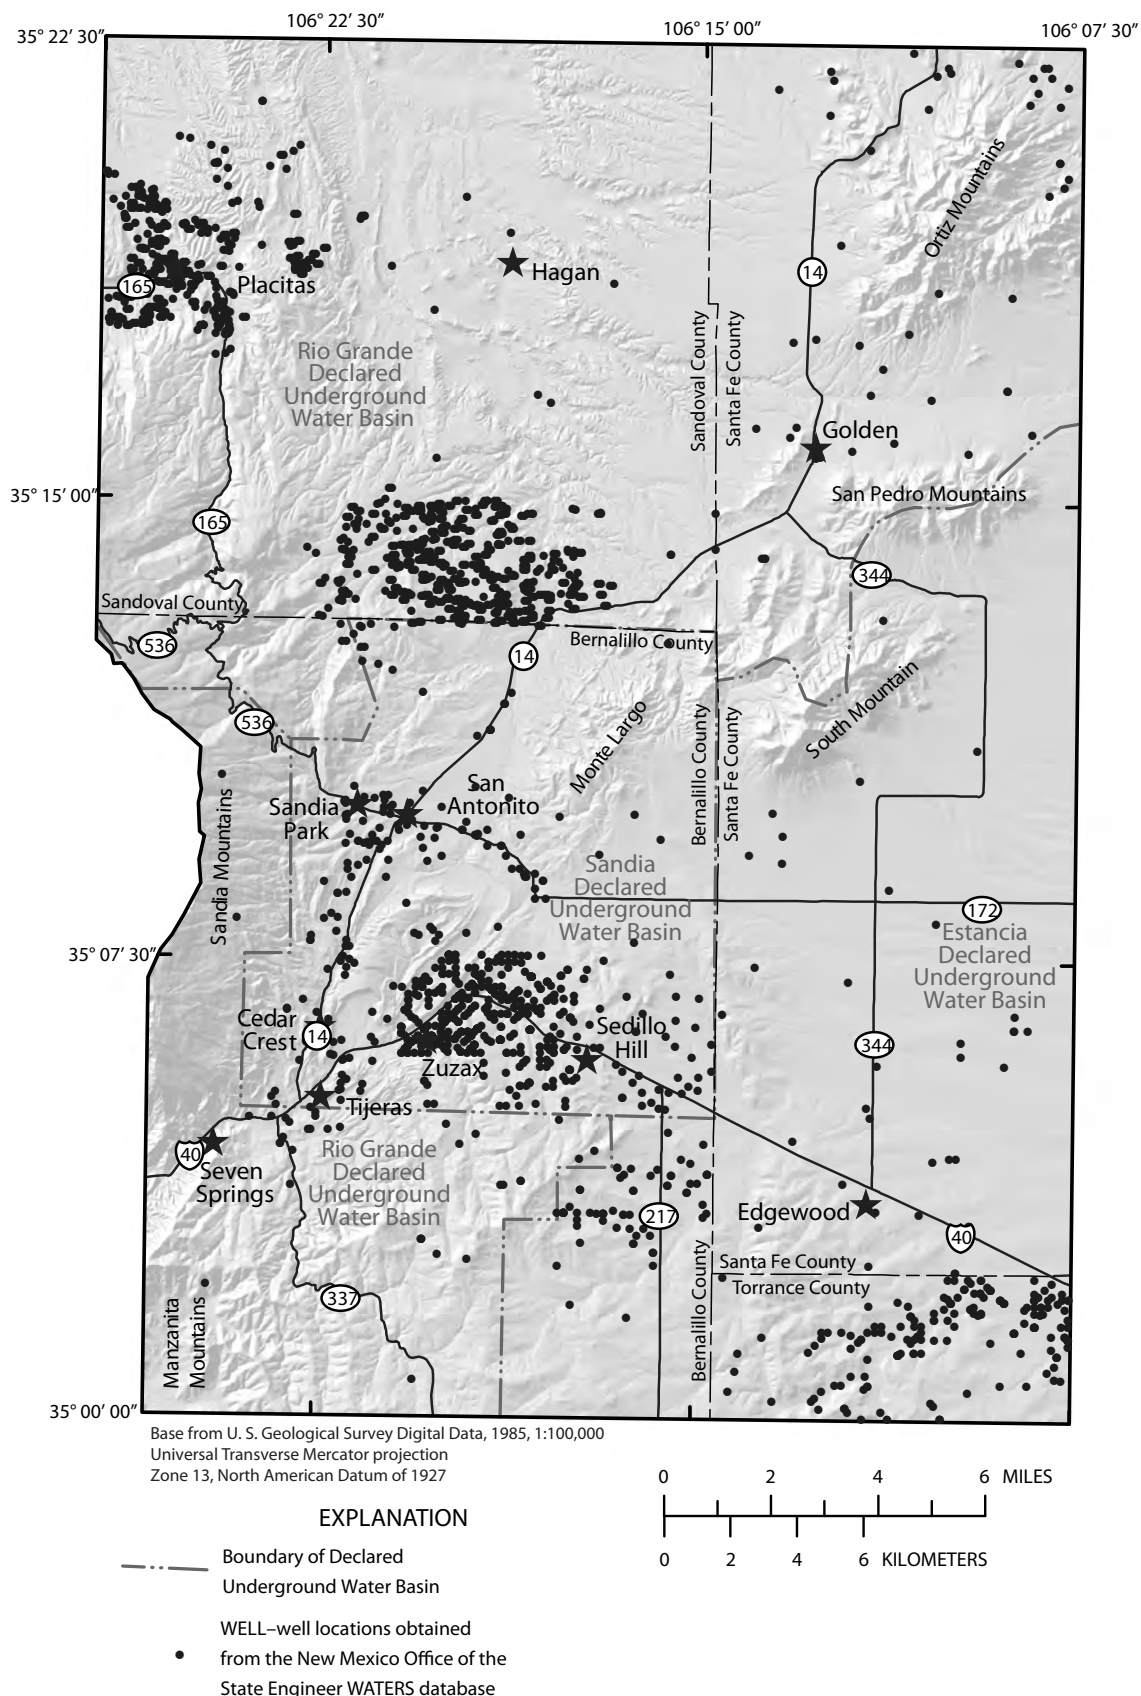 106° 22' 30"
106° 15' 00"
106° 07' 30"
35° 22' 30"
Ortiz Mountains
14
Hagan
165
Placitas
Rio Grande
Declared
Underground
Water Basin
Sandoval County
Santa Fe County
Golden
San Pedro Mountains
35° 15' 00"
165
344
Sandoval County
Bernalillo County
536
14
536
Monte Largo
South Mountain
Bernalillo County
Santa Fe County
San
Antonito
Sandia
Park
Sandia Mountains
Sandia
Declared
Underground
Water Basin
172
Estancia
Declared
Underground
Water Basin
35° 07' 30"
Cedar
Crest
14
Sedillo
Hill
344
Zuzax
Tijeras
40
Seven
Springs
Rio Grande
Declared
Underground
Water Basin
217
Edgewood
40
Bernalillo County
Santa Fe County
Torrance County
337
Manzanita
Mountains
35° 00' 00"
Base from U. S. Geological Survey Digital Data, 1985, 1:100,000
Universal Transverse Mercator projection
Zone 13, North American Datum of 1927
0 2 4 6 MILES
0 2 4 6 KILOMETERS
EXPLANATION
Boundary of Declared
Underground Water Basin
WELL–well locations obtained
from the New Mexico Office of the
State Engineer WATERS database